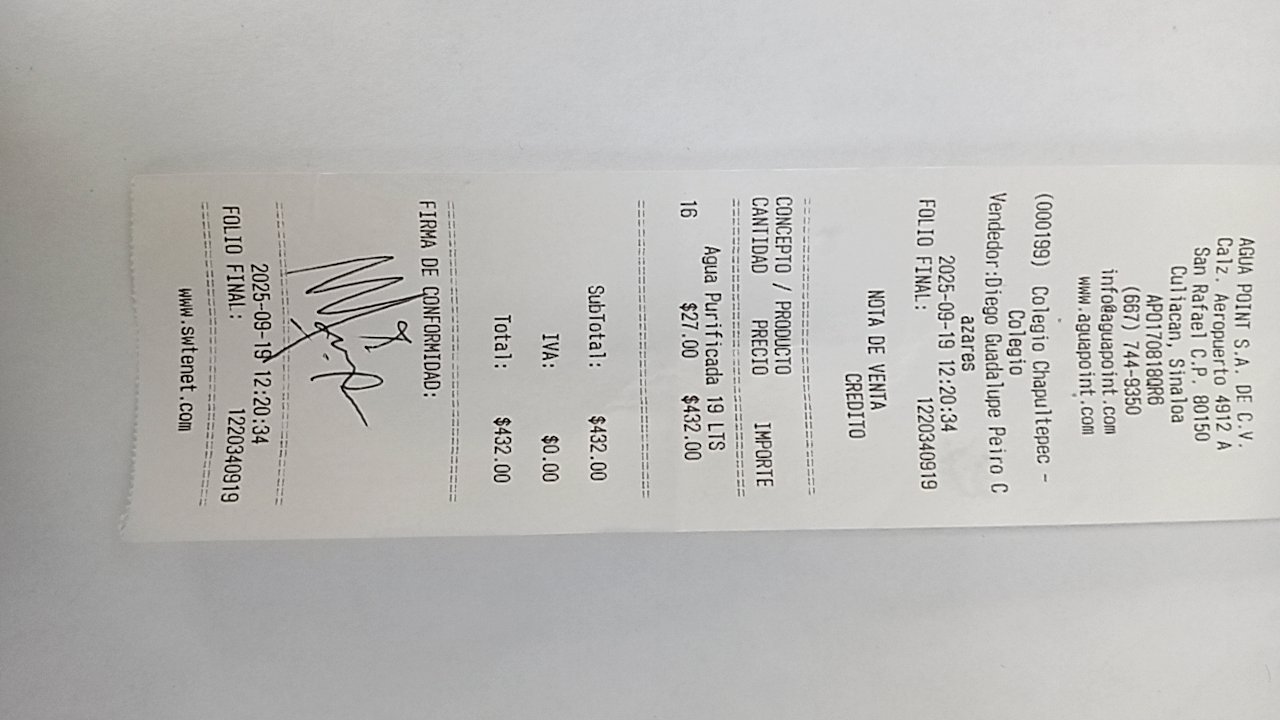 AGUA POINT S.A. DE C.V.
Calz. Aeropuerto 4912 A
San Rafael C.P. 80150
Culiacan, Sinaloa
APO170818QR6
(667) 744-9350
info@aguapoint.com
www.aguapoint.com
(000199) Colegio Chapultepec -
Colegio
Vendedor:Diego Guadalupe Peiro C
azares
2025-09-19 12:20:34
FOLIO FINAL: 1220340919
NOTA DE VENTA
CREDITO
================================
CONCEPTO / PRODUCTO
CANTIDAD PRECIO IMPORTE
================================
Agua Purificada 19 LTS
16 $27.00 $432.00
================================
SubTotal: $432.00
IVA: $0.00
Total: $432.00
================================
FIRMA DE CONFORMIDAD:
================================
2025-09-19 12:20:34
FOLIO FINAL: 1220340919
================================
www.swtenet.com